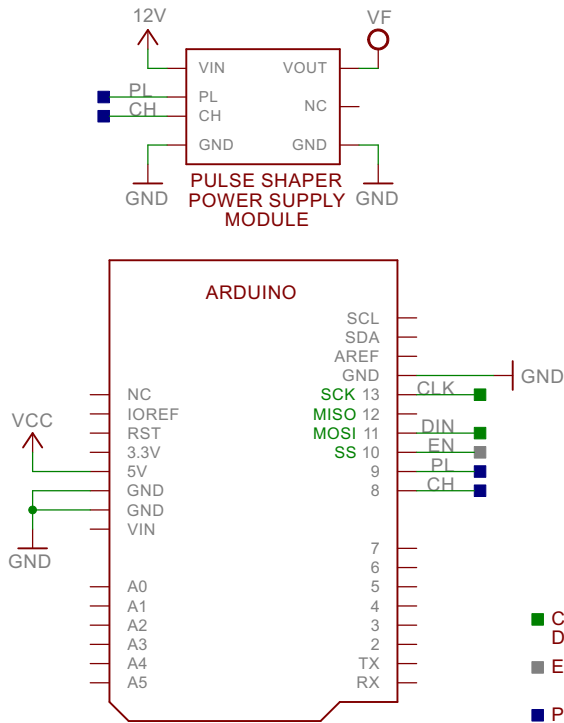 12V
VF
VIN
VOUT
PL
PL
CH
CH
NC
GND
GND
GND
PULSE SHAPER
POWER SUPPLY
MODULE
GND
ARDUINO
SCL
SDA
AREF
GND
GND
NC
SCK 13
CLK
IOREF
MISO 12
VCC
RST
MOSI 11
DIN
3.3V
SS 10
EN
5V
9
PL
GND
8
CH
GND
VIN
GND
7
6
A0
5
A1
4
A2
3
A3
2
A4
TX
A5
RX
C
D
E
P